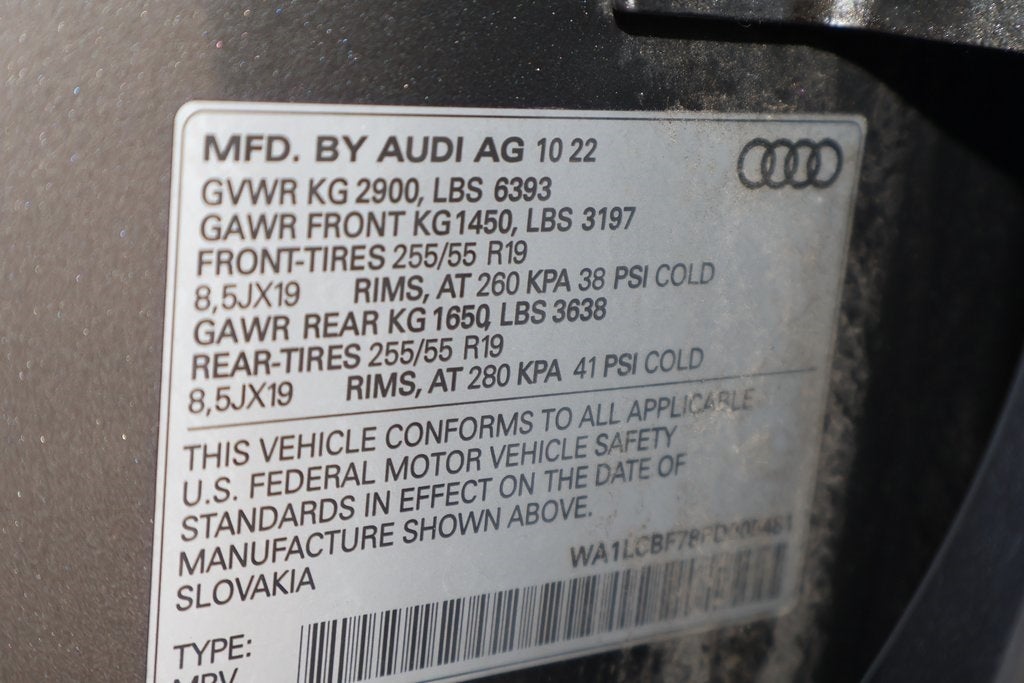 MFD. BY AUDI AG 10 22
GVWR KG 2900, LBS 6393
GAWR FRONT KG1450, LBS 3197
FRONT-TIRES 255/55 R19
8,5JX19 RIMS, AT 260 KPA 38 PSI COLD
GAWR REAR KG 1650, LBS 3638
REAR-TIRES 255/55 R19
8,5JX19 RIMS, AT 280 KPA 41 PSI COLD
THIS VEHICLE CONFORMS TO ALL APPLICABLE
U.S. FEDERAL MOTOR VEHICLE SAFETY
STANDARDS IN EFFECT ON THE DATE OF
MANUFACTURE SHOWN ABOVE.
SLOVAKIA
TYPE:
MPV